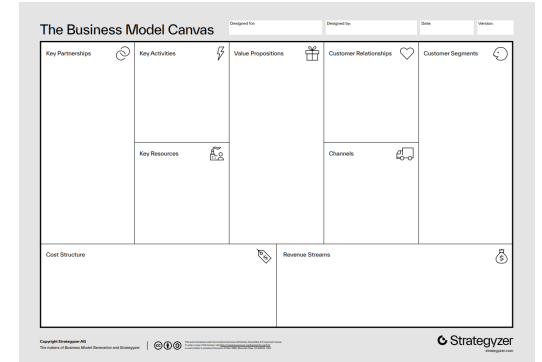 The Business Model Canvas
Designed for:
Designed by:
Date:
Version:
Key Partnerships
Key Activities
Value Propositions
Customer Relationships
Customer Segments
Key Resources
Channels
Cost Structure
Revenue Streams
Copyright Strategyzer AG
The makers of Business Model Generation and Strategyzer
Strategyzer
strategyzer.com